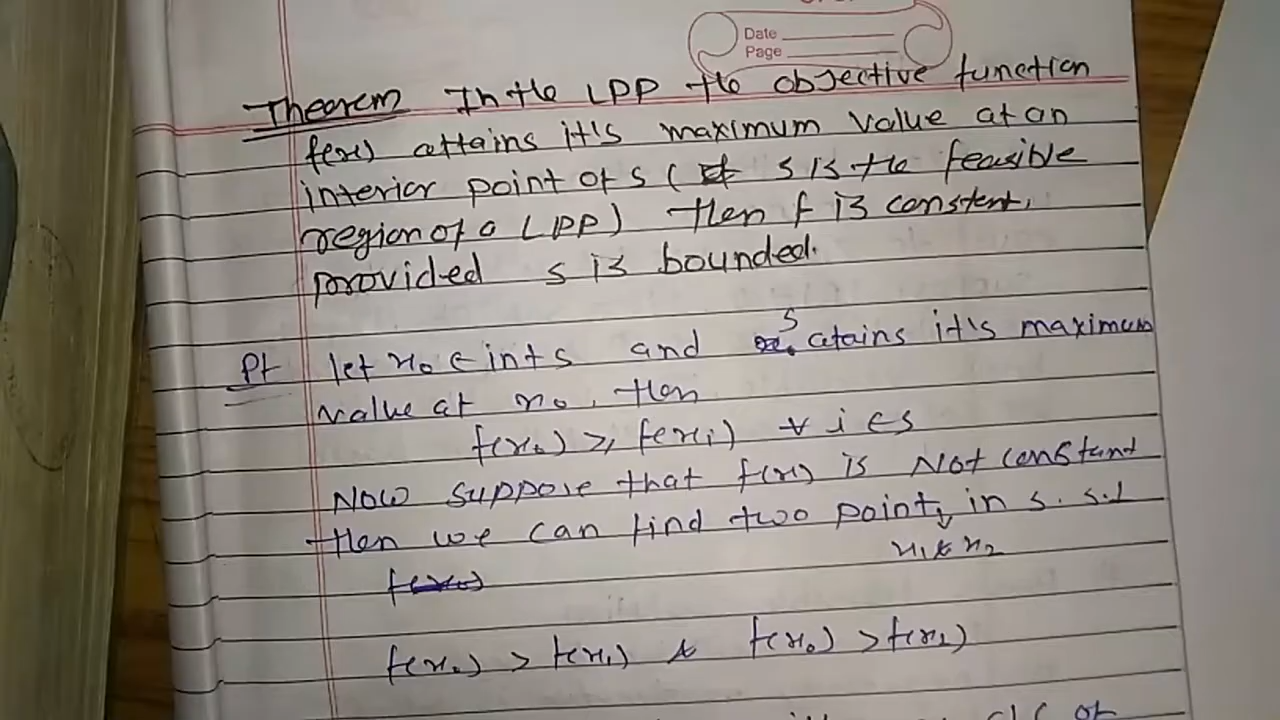 Date
Page
Theorem In the LPP the objective function
f(x) attains it's maximum value at an
interior point of S ( S is the feasible
region of a LPP) then f is constent,
provided S is bounded.
Pf let x₀ ∈ int S and S atains it's maximum
value at x₀, then
f(x₀) ≥ f(xᵢ) ∀ i ∈ S
Now suppose that f(x) is Not constant
then we can find two points in S. s.t
x₁ & x₂
f(x₀) > f(x₁) & f(x₀) > f(x₂)